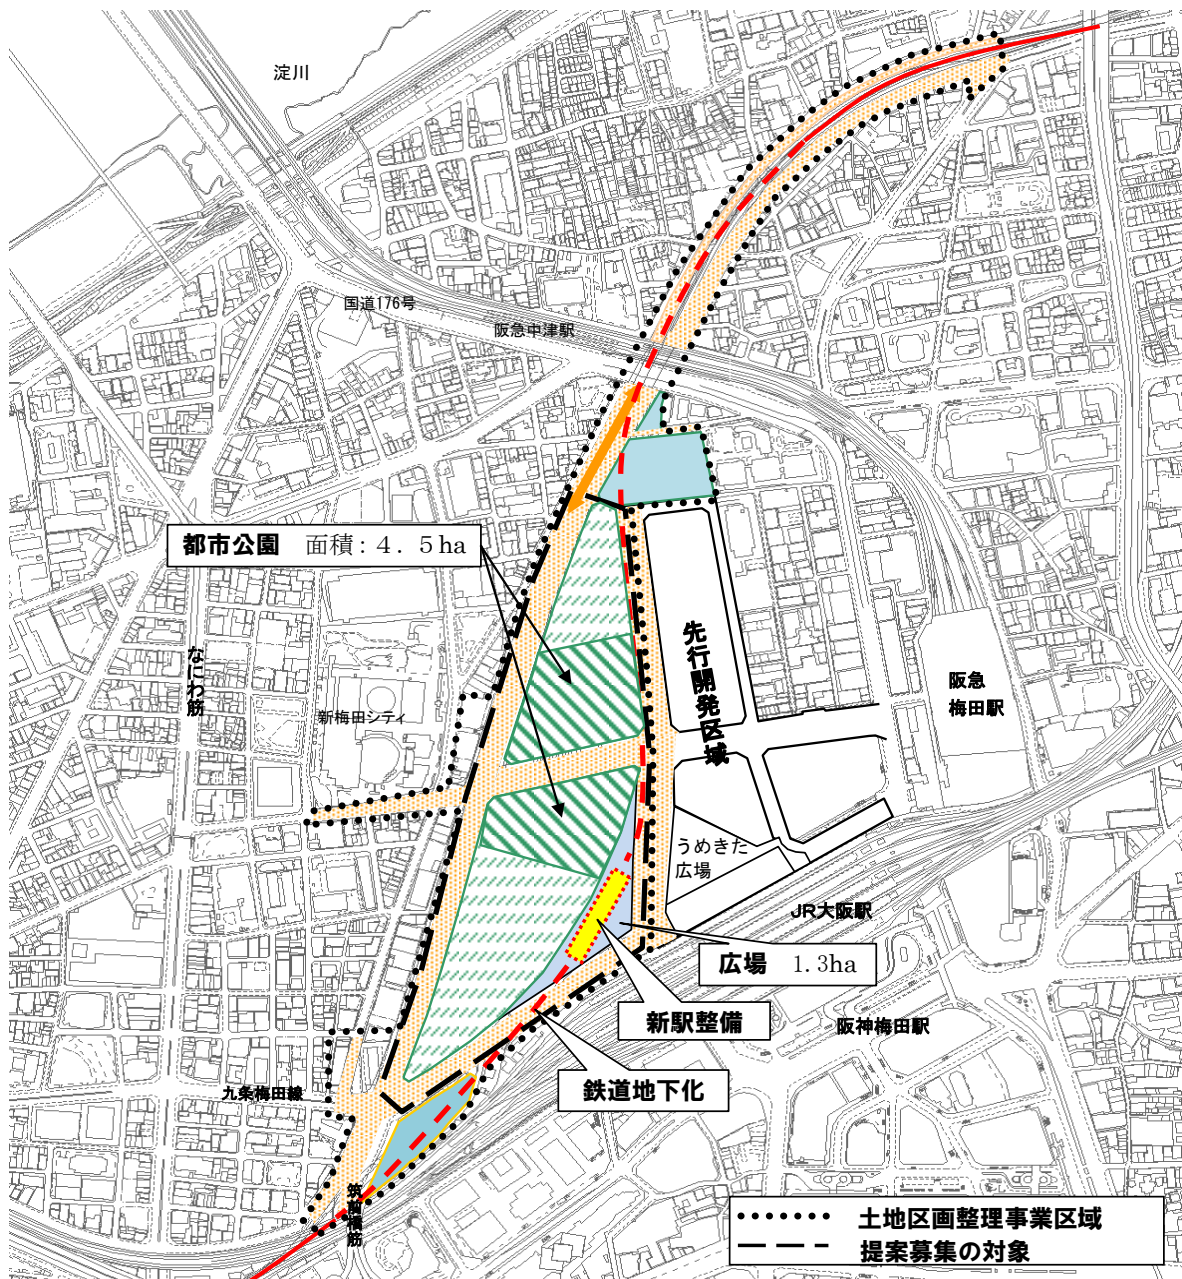 淀川
国道176号
阪急中津駅
都市公園 面積：４．５ha
なにわ筋
新梅田シティ
先行開発区域
阪急
梅田駅
うめきた
広場
JR大阪駅
広場 1.3ha
新駅整備
阪神梅田駅
鉄道地下化
九条梅田線
筑前橋筋
土地区画整理事業区域
提案募集の対象